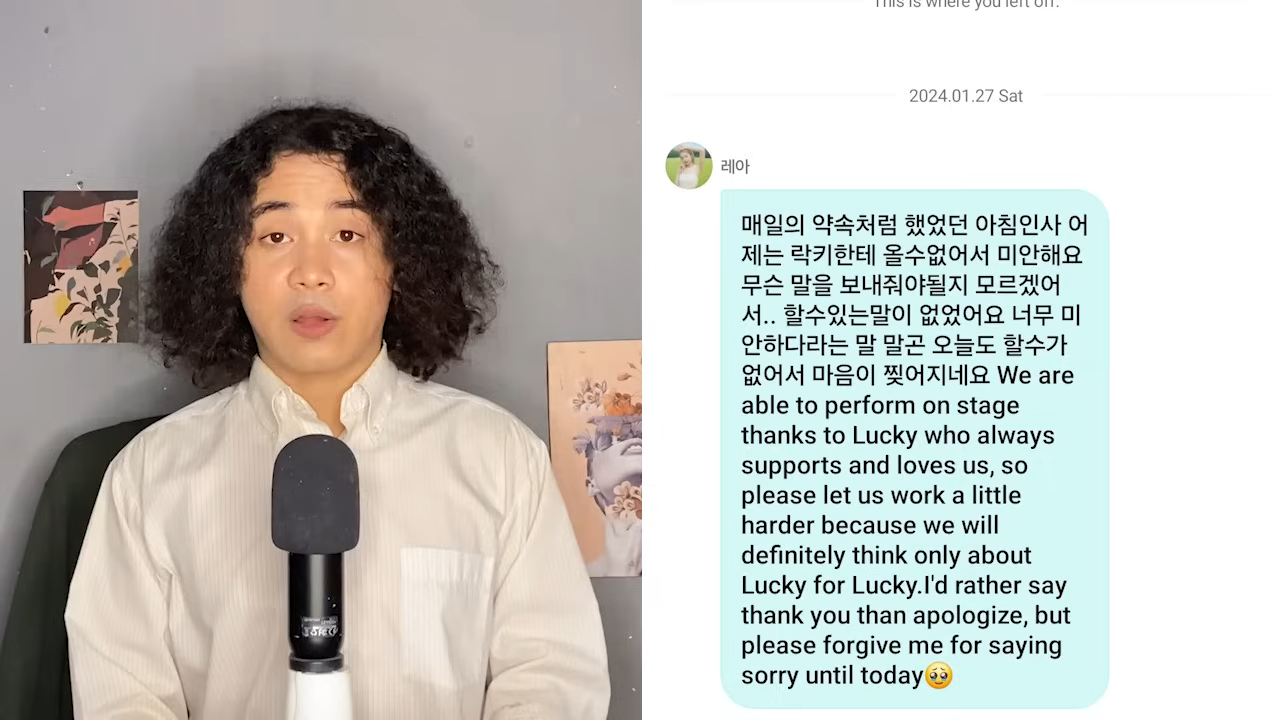 This is where you left off.
2024.01.27 Sat
레아
매일의 약속처럼 했었던 아침인사 어
제는 락키한테 올수없어서 미안해요
무슨 말을 보내줘야될지 모르겠어
서.. 할수있는말이 없었어요 너무 미
안하다라는 말 말곤 오늘도 할수가
없어서 마음이 찢어지네요 We are
able to perform on stage
thanks to Lucky who always
supports and loves us, so
please let us work a little
harder because we will
definitely think only about
Lucky for Lucky.I'd rather say
thank you than apologize, but
please forgive me for saying
sorry until today🥹